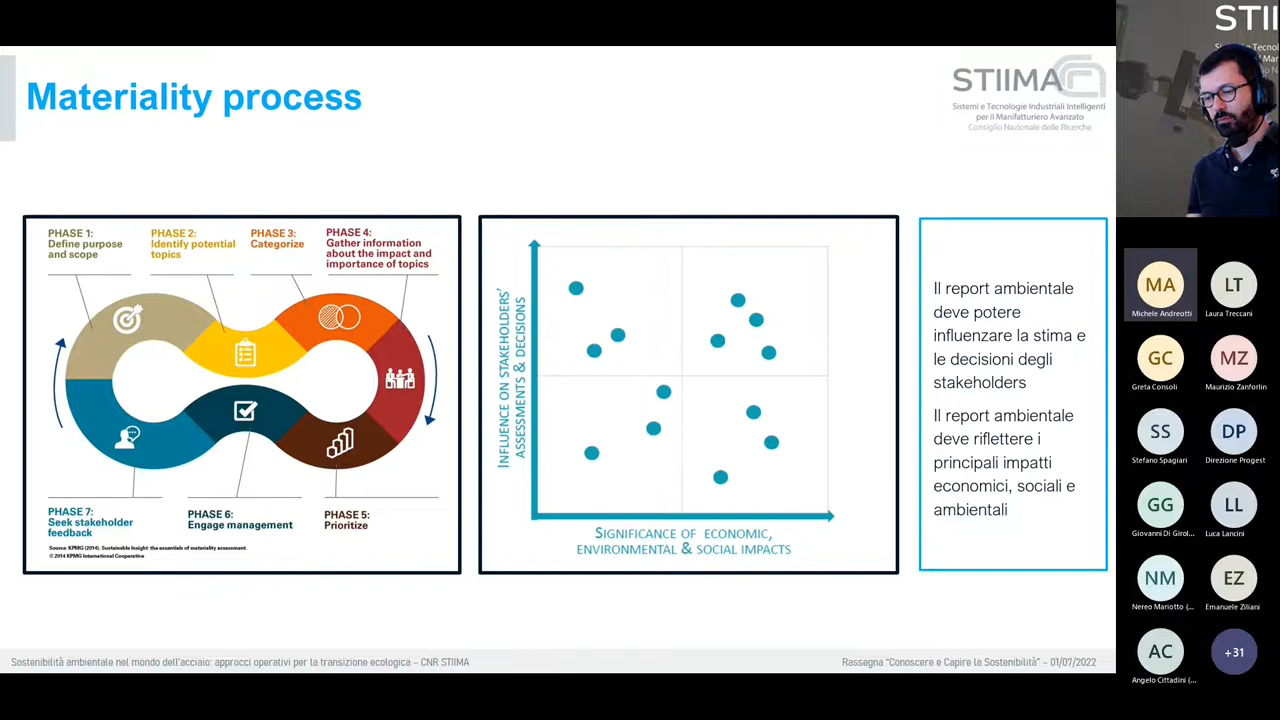 Materiality process
STIIMA
Sistemi e Tecnologie Industriali Intelligenti
per il Manifatturiero Avanzato
Consiglio Nazionale delle Ricerche
STII
PHASE 1:
Define purpose
and scope
PHASE 2:
Identify potential
topics
PHASE 3:
Categorize
PHASE 4:
Gather information
about the impact and
importance of topics
PHASE 7:
Seek stakeholder
feedback
PHASE 6:
Engage management
PHASE 5:
Prioritize
Source: KPMG (2014). Sustainable Insight: the essentials of materiality assessment.
© 2014 KPMG International Cooperative
INFLUENCE ON STAKEHOLDERS'
ASSESSMENTS & DECISIONS
SIGNIFICANCE OF ECONOMIC,
ENVIRONMENTAL & SOCIAL IMPACTS
Il report ambientale
deve potere
influenzare la stima e
le decisioni degli
stakeholders
Il report ambientale
deve riflettere i
principali impatti
economici, sociali e
ambientali
Sostenibilità ambientale nel mondo dell'acciaio: approcci operativi per la transizione ecologica – CNR STIIMA
Rassegna "Conoscere e Capire la Sostenibilità" – 01/07/2022
MA
Michele Andreotti
LT
Laura Treccani
GC
Greta Consoli
MZ
Maurizio Zanforlin
SS
Stefano Spagiari
DP
Direzione Progest
GG
Giovanni Di Girol...
LL
Luca Lancini
NM
Nereo Mariotto (...
EZ
Emanuele Ziliani
AC
Angelo Cittadini (...
+31